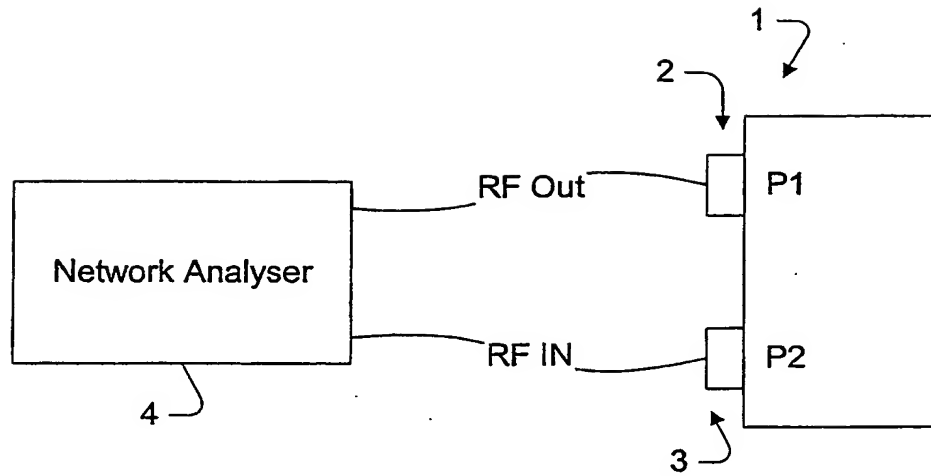 1
2
RF Out
P1
Network Analyser
RF IN
P2
4
3